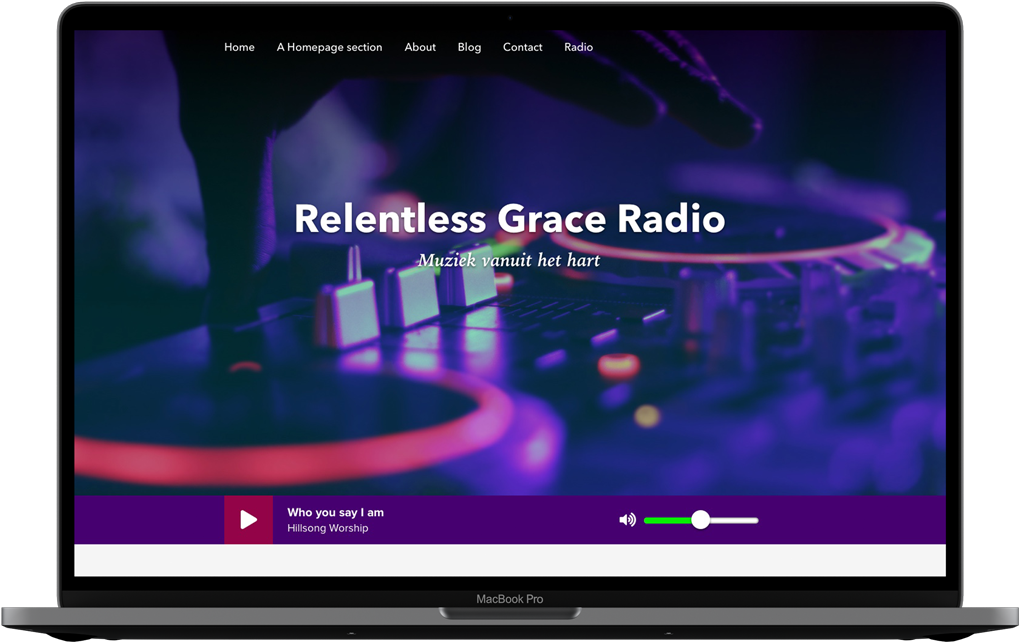 Home A Homepage section About Blog Contact Radio
Relentless Grace Radio
Muziek vanuit het hart
Who you say I am
Hillsong Worship
MacBook Pro